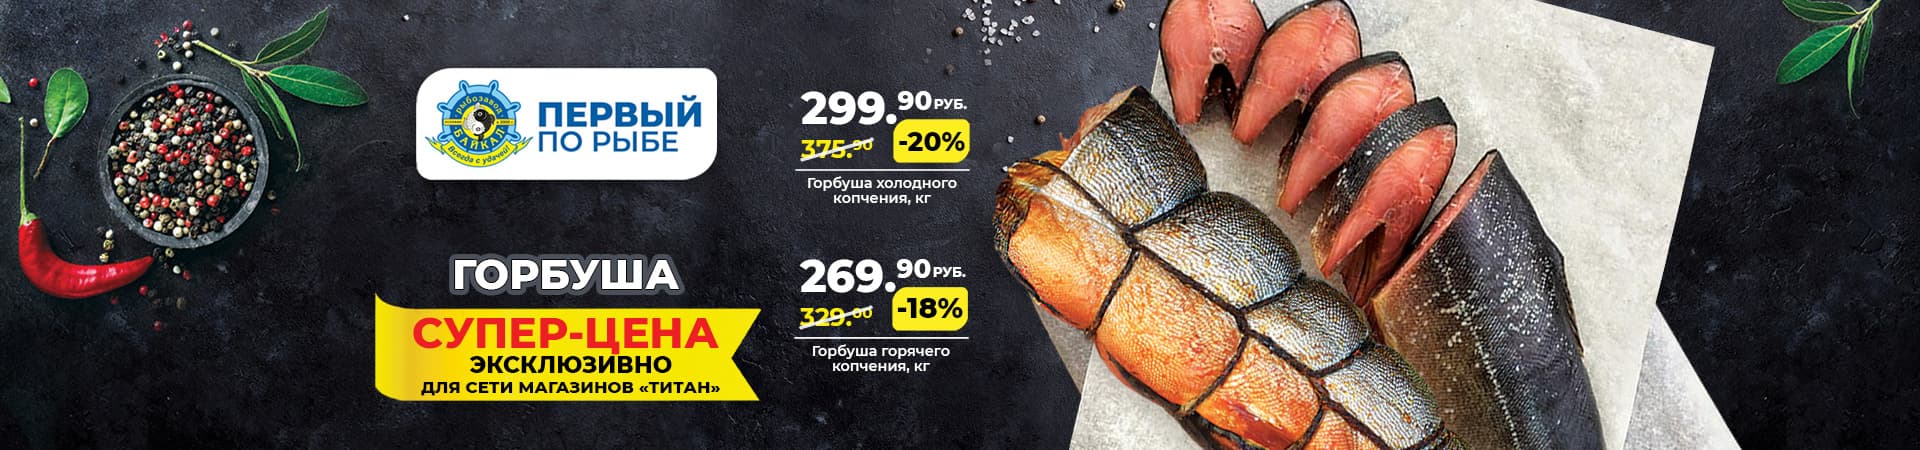 РЫБОЗАВОД
БАЙКАЛ
Всегда с удачей!
ПЕРВЫЙ
ПО РЫБЕ
ГОРБУША
СУПЕР-ЦЕНА
ЭКСКЛЮЗИВНО
ДЛЯ СЕТИ МАГАЗИНОВ «ТИТАН»
299.90 РУБ.
375.90 -20%
Горбуша холодного
копчения, кг
269.90 РУБ.
329.00 -18%
Горбуша горячего
копчения, кг